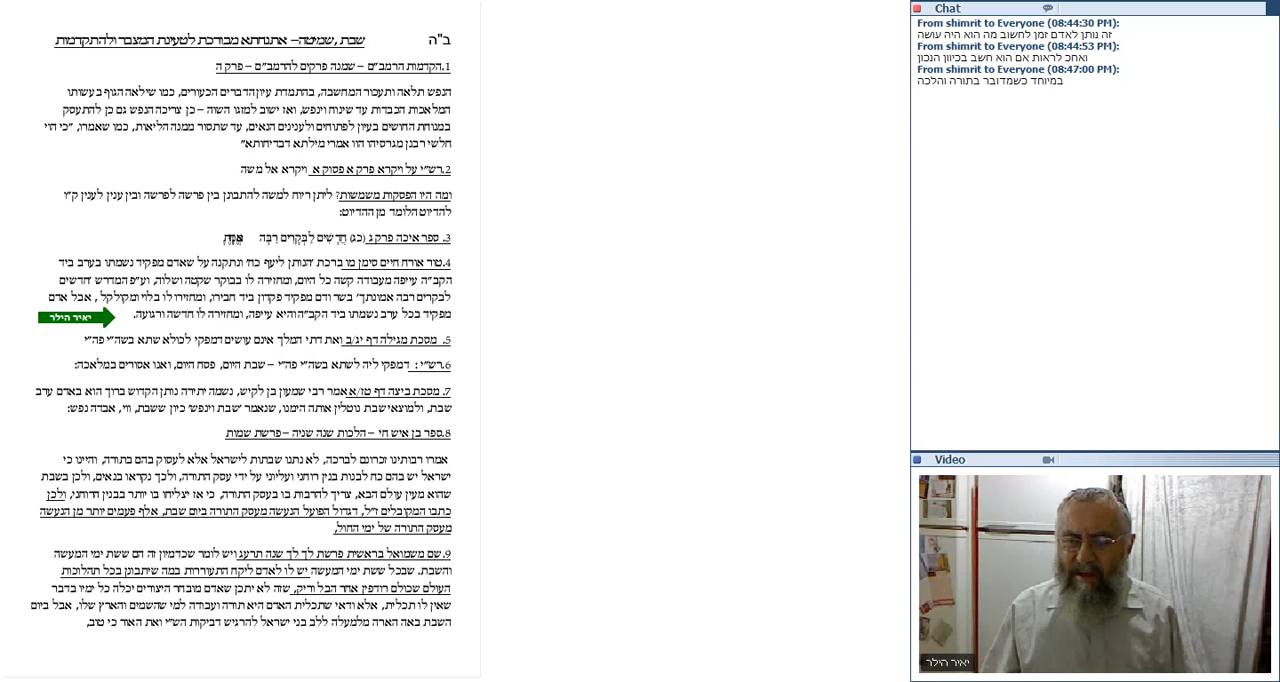 ב"ה
שבת ,שמיטה– אתנחתא מבורכת לטעינת המצבר ולהתקדמות
1.הקדמות הרמב"ם – שמנה פרקים להרמב"ם – פרק ה
הנפש תלאה ותעכור המחשבה, בהתמדת עיון הדברים הכעורים, כמו שילאה הגוף בעשותו
המלאכות הכבדות עד שינוח וינפש, ואז ישוב למזגו השוה – כן צריכה הנפש גם כן להתעסק
במנוחת החושים בעיון לפתוחים ולענינים הנאים, עד שתסור ממנה הליאות, כמו שאמרו, "כי הוי
חלשי רבנן מגרסייהו הוו אמרי מילתא דבדיחותא"
2.רש"י על ויקרא פרק א פסוק א ויקרא אל משה
ומה היו הפסקות משמשות? ליתן ריוח למשה להתבונן בין פרשה לפרשה ובין ענין לענין ק"ו
להדיוט הלומד מן ההדיוט:
3. ספר איכה פרק ג (כג) חֲדָשִׁים לַבְּקָרִים רַבָּה
4.טור אורח חיים סימן מו ברכת 'הנותן ליעף כח' ונתקנה על שאדם מפקיד נשמתו בערב ביד
הקב"ה עייפה מעבודה קשה כל היום, ומחזירה לו בבוקר שקטה ושלוה, וע"פ המדרש 'חדשים
לבקרים רבה אמונתך' בשר ודם מפקיד פקדון ביד חבירו, ומחזירו לו בלוי ומקולקל , אבל אדם
מפקיד בכל ערב נשמתו ביד הקב"ה והיא עייפה, ומחזירה לו חדשה ורגועה.
יאיר הילר
5. מסכת מגילה דף יג/ב ואת דתי המלך אינם עושים דמפקי לכולא שתא בשה"י פה"י
6.רש"י : דמפקי ליה לשתא בשה"י פה"י – שבת היום, פסח היום, ואנו אסורים במלאכה:
7. מסכת ביצה דף טז/א אמר רבי שמעון בן לקיש, נשמה יתירה נותן הקדוש ברוך הוא באדם ערב
שבת, ולמוצאי שבת נוטלין אותה הימנו, שנאמר 'שבת וינפש' כיון ששבת, ווי, אבדה נפש:
8.ספר בן איש חי – הלכות שנה שניה – פרשת שמות
אמרו רבותינו זכרונם לברכה, לא נתנו שבתות לישראל אלא לעסוק בהם בתורה, והיינו כי
ישראל יש בהם כח לבנות בנין רוחני ועליוני על ידי עסק התורה, ולכך נקראו בנאים, ולכן בשבת
שהוא מעין עולם הבא, צריך להרבות בו בעסק התורה, כי אז יצליחו בו יותר בבנין הרוחני, ולכן
כתבו המקובלים ז"ל, דגדול הפועל הנעשה מעסק התורה ביום שבת, אלף פעמים יותר מן הנעשה
מעסק התורה של ימי החול,
9.שם משמואל בראשית פרשת לך לך שנה תרעג ויש לומר שכדמיון זה הם ששת ימי המעשה
והשבת. שבכל ששת ימי המעשה יש לו לאדם ליקח התעוררות במה שיתבונן בכל תהלוכות
העולם שכולם רודפין אחר הבל וריק, שזה לא יתכן שאדם מובחר היצורים יכלה כל ימיו בדבר
שאין לו תכלית, אלא ודאי שתכלית האדם היא תורה ועבודה למי שהשמים והארץ שלו, אבל ביום
השבת באה הארה מלמעלה ללב בני ישראל להרגיש דביקות הש"י ואת האור כי טוב,
Chat
From shimrit to Everyone (08:44:30 PM):
זה נותן לאדם זמן לחשוב מה הוא היה עושה
From shimrit to Everyone (08:44:53 PM):
ואחכ לראות אם הוא חשב בכיוון הנכון
From shimrit to Everyone (08:47:00 PM):
במיוחד כשמדובר בתורה והלכה
Video
יאיר הילר